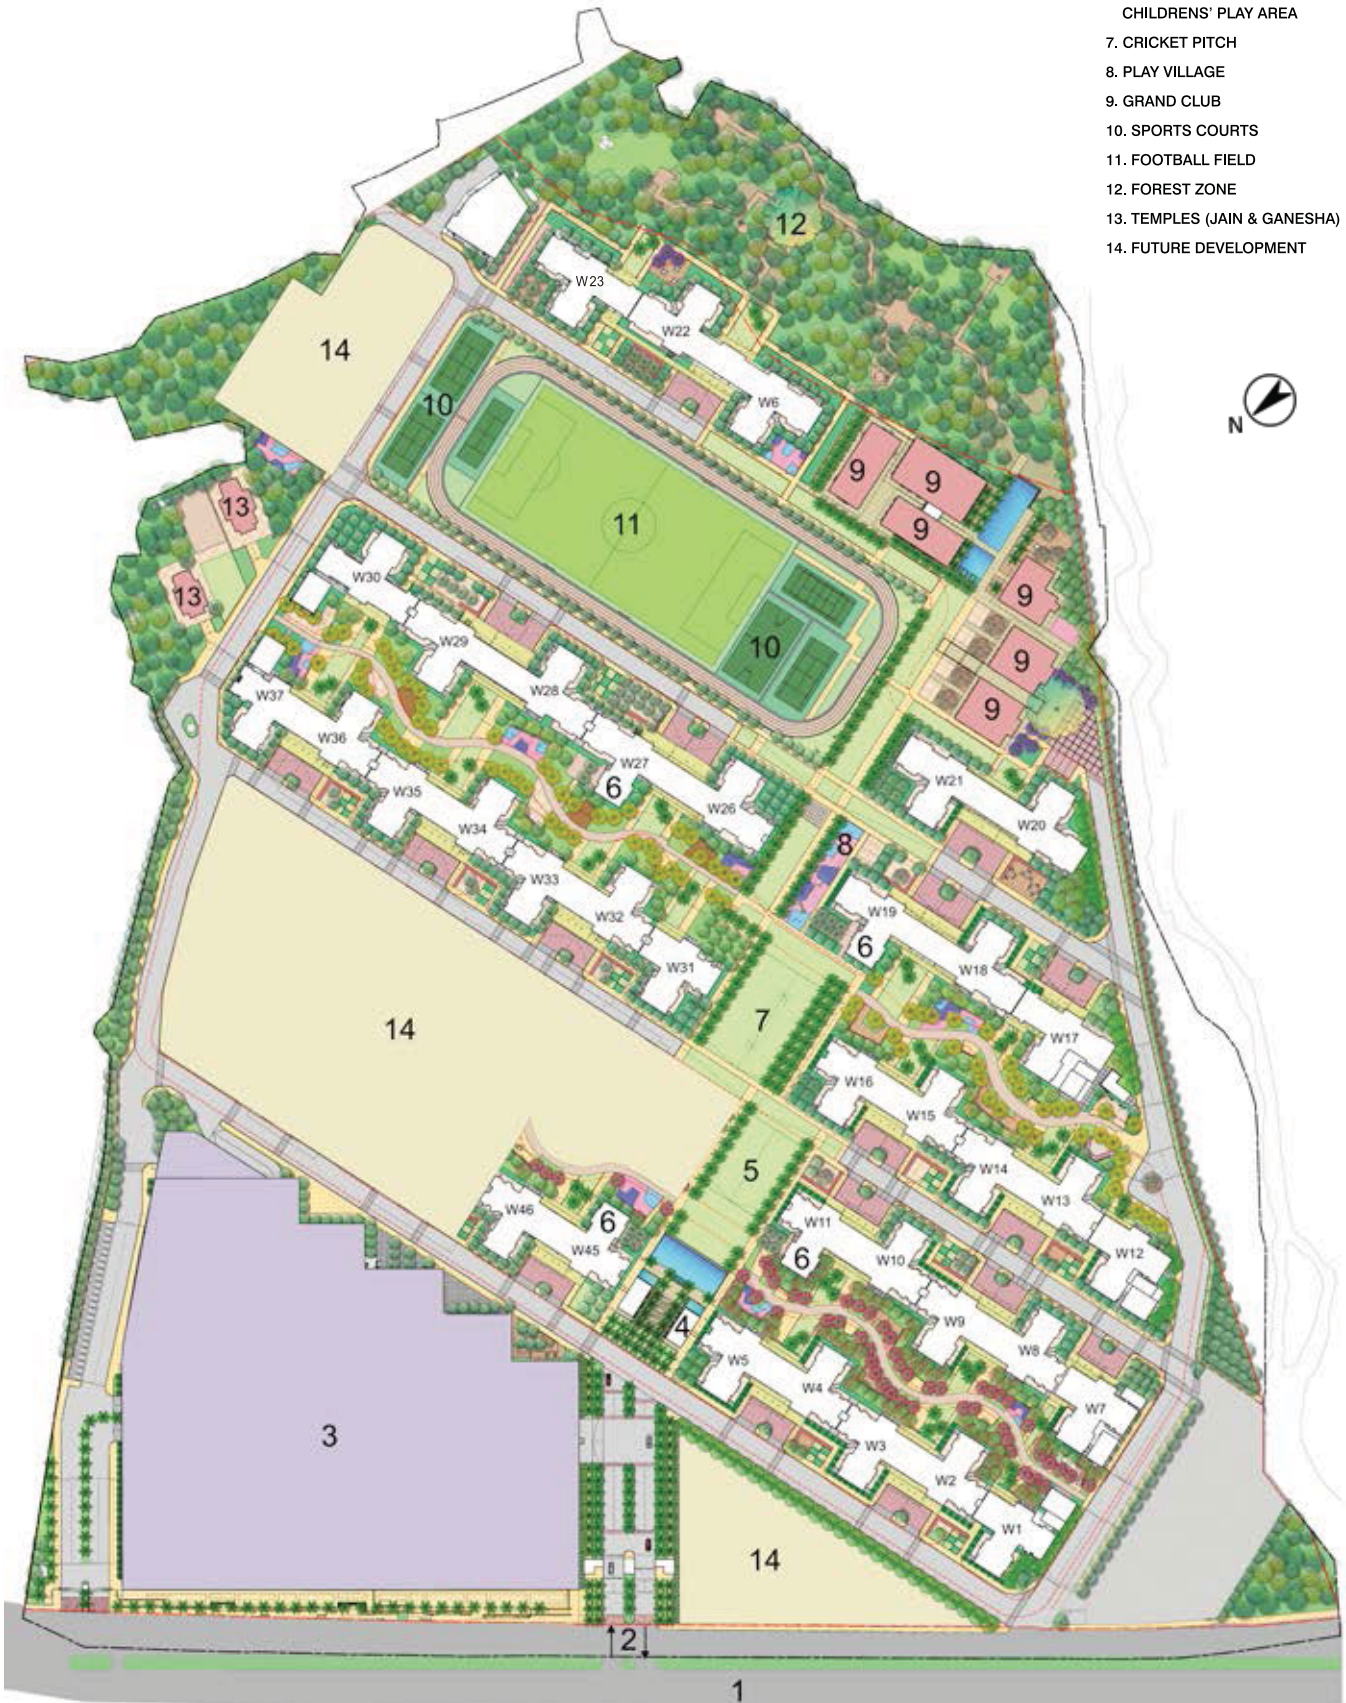 CHILDRENS' PLAY AREA
7. CRICKET PITCH
8. PLAY VILLAGE
9. GRAND CLUB
10. SPORTS COURTS
11. FOOTBALL FIELD
12. FOREST ZONE
13. TEMPLES (JAIN & GANESHA)
14. FUTURE DEVELOPMENT
12
W23
W22
14
10
W6
N
9
9
13
11
9
W30
13
9
W29
10
9
W28
W37
9
W36
W27
W21
6
W35
W26
W20
W34
8
W33
W19
W32
6
W31
W18
7
14
W17
W16
W15
5
W14
W13
W46
6
W11
W45
6
W12
W10
4
W9
W5
W8
W4
W7
3
W3
W2
W1
14
2
1